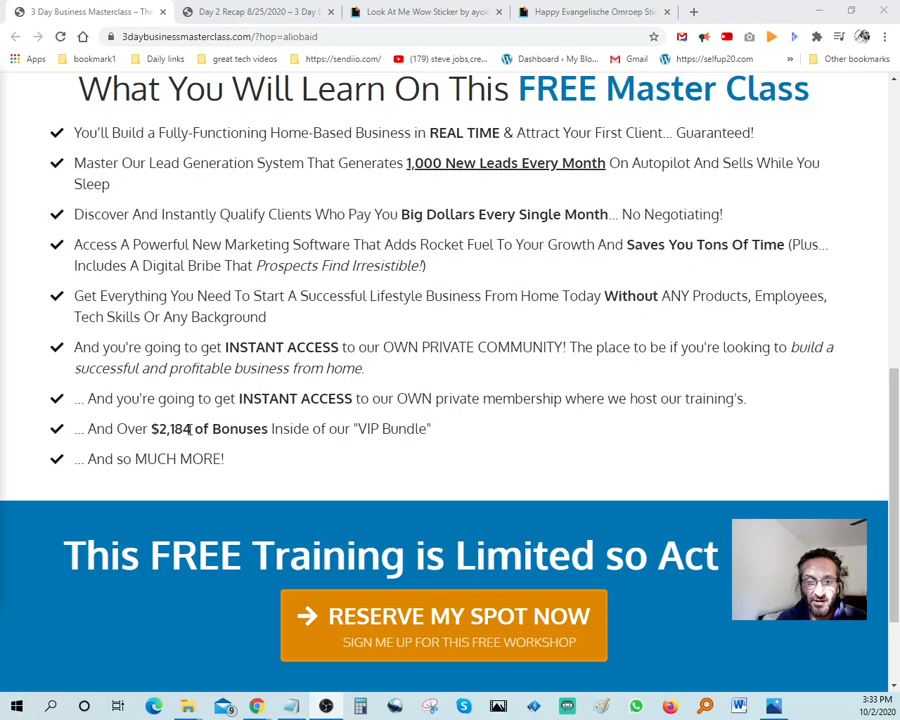 3 Day Business Masterclass –
Day 2 Recap 8/25/2020 – 3 Day
Look At Me Wow Sticker by ayo
Happy Evangelische Omroep Stic
3daybusinessmasterclass.com/?hop=aliobaid
Apps
bookmark1
Daily links
great tech videos
https://sendiio.com/
(179) steve jobs,cre...
Dashboard ‹ My Blo...
Gmail
https://selfup20.com
»
Other bookmarks
What You Will Learn On This FREE Master Class
You'll Build a Fully-Functioning Home-Based Business in REAL TIME & Attract Your First Client... Guaranteed!
Master Our Lead Generation System That Generates 1,000 New Leads Every Month On Autopilot And Sells While You
Sleep
Discover And Instantly Qualify Clients Who Pay You Big Dollars Every Single Month... No Negotiating!
Access A Powerful New Marketing Software That Adds Rocket Fuel To Your Growth And Saves You Tons Of Time (Plus...
Includes A Digital Bribe That Prospects Find Irresistible!)
Get Everything You Need To Start A Successful Lifestyle Business From Home Today Without ANY Products, Employees,
Tech Skills Or Any Background
And you're going to get INSTANT ACCESS to our OWN PRIVATE COMMUNITY! The place to be if you're looking to build a
successful and profitable business from home.
... And you're going to get INSTANT ACCESS to our OWN private membership where we host our training's.
... And Over $2,184 of Bonuses Inside of our "VIP Bundle"
... And so MUCH MORE!
This FREE Training is Limited so Act
RESERVE MY SPOT NOW
SIGN ME UP FOR THIS FREE WORKSHOP
9
3:33 PM
10/2/2020